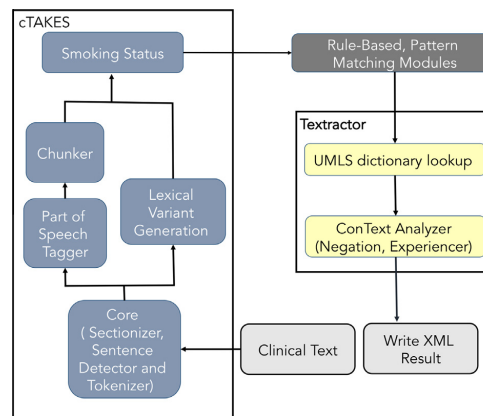 cTAKES
Smoking Status
Rule-Based, Pattern
Matching Modules
Textractor
Chunker
UMLS dictionary lookup
Lexical
Variant
Generation
Part of
Speech
Tagger
ConText Analyzer
(Negation, Experiencer)
Core
( Sectionizer,
Sentence
Detector and
Tokenizer)
Clinical Text
Write XML
Result